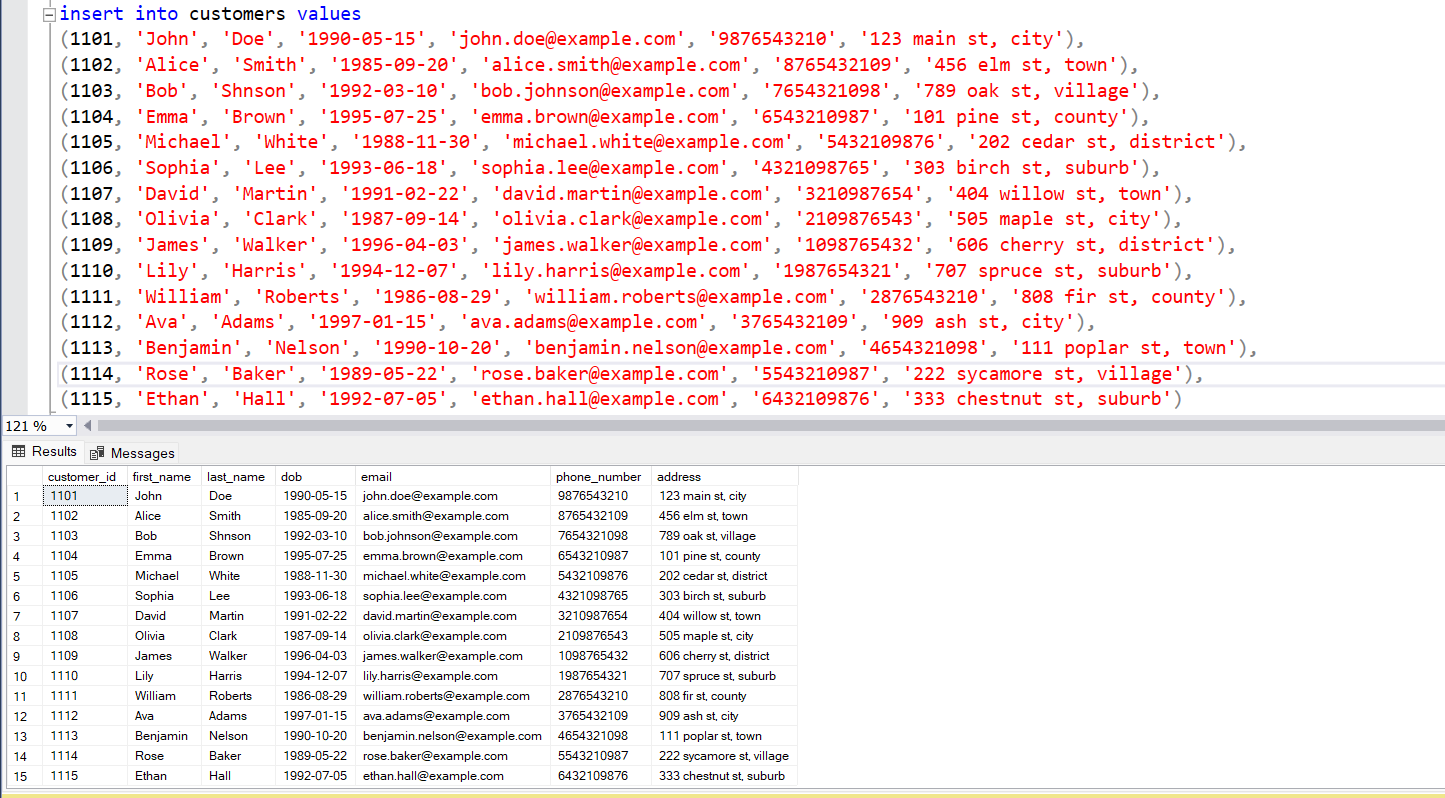 insert into customers values
(1101, 'John', 'Doe', '1990-05-15', 'john.doe@example.com', '9876543210', '123 main st, city'),
(1102, 'Alice', 'Smith', '1985-09-20', 'alice.smith@example.com', '8765432109', '456 elm st, town'),
(1103, 'Bob', 'Shnson', '1992-03-10', 'bob.johnson@example.com', '7654321098', '789 oak st, village'),
(1104, 'Emma', 'Brown', '1995-07-25', 'emma.brown@example.com', '6543210987', '101 pine st, county'),
(1105, 'Michael', 'White', '1988-11-30', 'michael.white@example.com', '5432109876', '202 cedar st, district'),
(1106, 'Sophia', 'Lee', '1993-06-18', 'sophia.lee@example.com', '4321098765', '303 birch st, suburb'),
(1107, 'David', 'Martin', '1991-02-22', 'david.martin@example.com', '3210987654', '404 willow st, town'),
(1108, 'Olivia', 'Clark', '1987-09-14', 'olivia.clark@example.com', '2109876543', '505 maple st, city'),
(1109, 'James', 'Walker', '1996-04-03', 'james.walker@example.com', '1098765432', '606 cherry st, district'),
(1110, 'Lily', 'Harris', '1994-12-07', 'lily.harris@example.com', '1987654321', '707 spruce st, suburb'),
(1111, 'William', 'Roberts', '1986-08-29', 'william.roberts@example.com', '2876543210', '808 fir st, county'),
(1112, 'Ava', 'Adams', '1997-01-15', 'ava.adams@example.com', '3765432109', '909 ash st, city'),
(1113, 'Benjamin', 'Nelson', '1990-10-20', 'benjamin.nelson@example.com', '4654321098', '111 poplar st, town'),
(1114, 'Rose', 'Baker', '1989-05-22', 'rose.baker@example.com', '5543210987', '222 sycamore st, village'),
(1115, 'Ethan', 'Hall', '1992-07-05', 'ethan.hall@example.com', '6432109876', '333 chestnut st, suburb')
121 %
Results Messages
customer_id first_name last_name dob email phone_number address
1 1101 John Doe 1990-05-15 john.doe@example.com 9876543210 123 main st, city
2 1102 Alice Smith 1985-09-20 alice.smith@example.com 8765432109 456 elm st, town
3 1103 Bob Shnson 1992-03-10 bob.johnson@example.com 7654321098 789 oak st, village
4 1104 Emma Brown 1995-07-25 emma.brown@example.com 6543210987 101 pine st, county
5 1105 Michael White 1988-11-30 michael.white@example.com 5432109876 202 cedar st, district
6 1106 Sophia Lee 1993-06-18 sophia.lee@example.com 4321098765 303 birch st, suburb
7 1107 David Martin 1991-02-22 david.martin@example.com 3210987654 404 willow st, town
8 1108 Olivia Clark 1987-09-14 olivia.clark@example.com 2109876543 505 maple st, city
9 1109 James Walker 1996-04-03 james.walker@example.com 1098765432 606 cherry st, district
10 1110 Lily Harris 1994-12-07 lily.harris@example.com 1987654321 707 spruce st, suburb
11 1111 William Roberts 1986-08-29 william.roberts@example.com 2876543210 808 fir st, county
12 1112 Ava Adams 1997-01-15 ava.adams@example.com 3765432109 909 ash st, city
13 1113 Benjamin Nelson 1990-10-20 benjamin.nelson@example.com 4654321098 111 poplar st, town
14 1114 Rose Baker 1989-05-22 rose.baker@example.com 5543210987 222 sycamore st, village
15 1115 Ethan Hall 1992-07-05 ethan.hall@example.com 6432109876 333 chestnut st, suburb